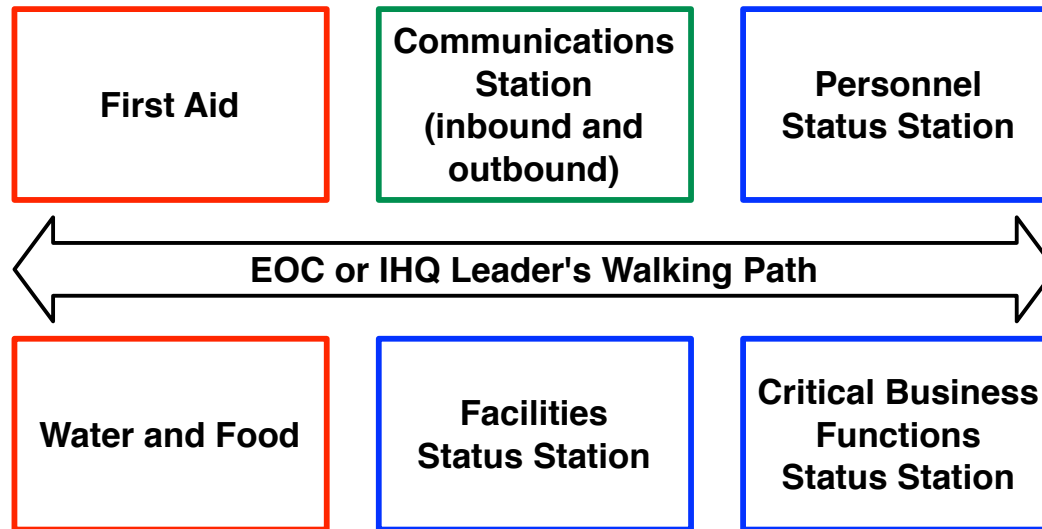 First Aid
Communications
Station
(inbound and
outbound)
Personnel
Status Station
EOC or IHQ Leader's Walking Path
Water and Food
Facilities
Status Station
Critical Business
Functions
Status Station